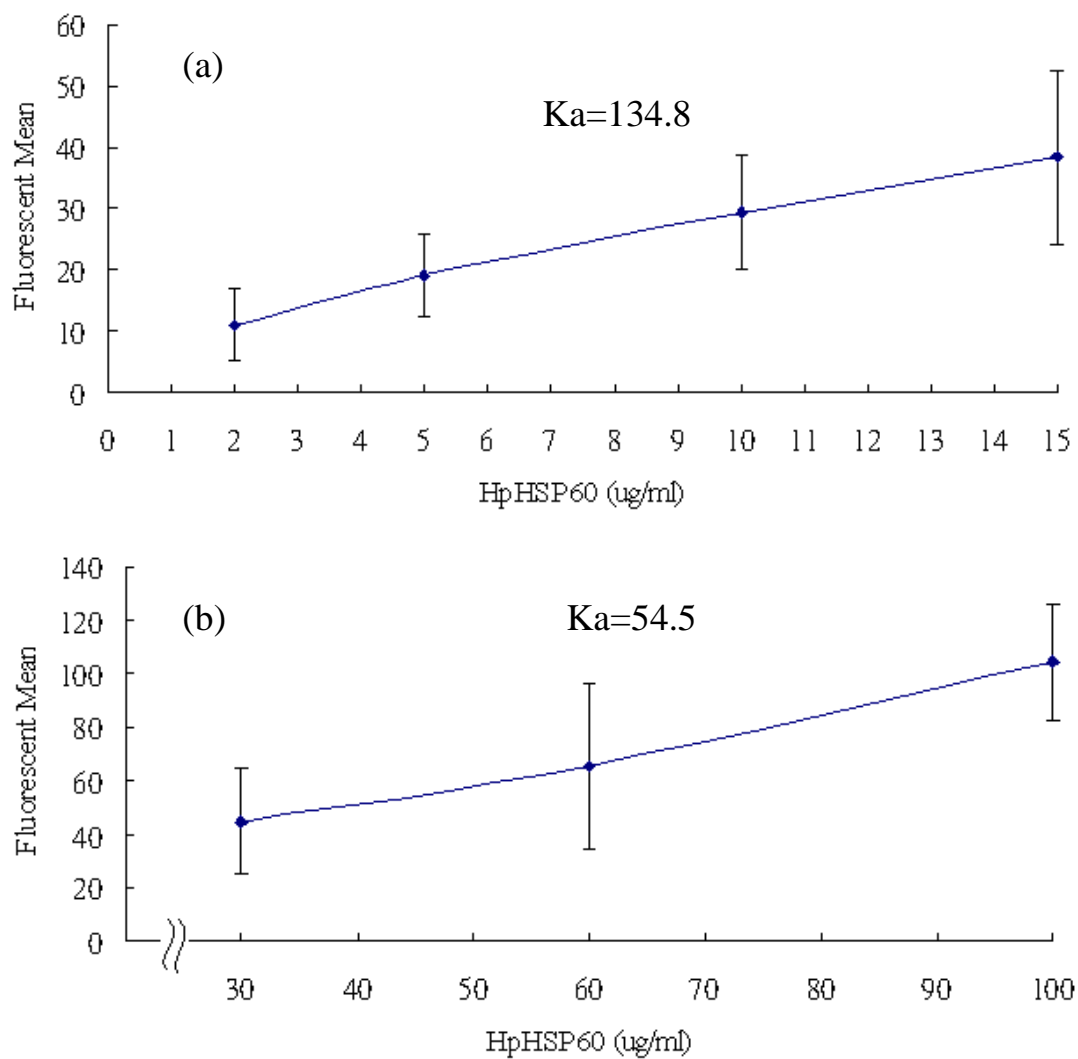 60
50
40
30
20
10
0
(a)
Ka=134.8
Fluorescent Mean
0 1 2 3 4 5 6 7 8 9 10 11 12 13 14 15
HpHSP60 (ug/ml)
140
120
100
80
60
40
20
0
(b)
Ka=54.5
Fluorescent Mean
30 40 50 60 70 80 90 100
HpHSP60 (ug/ml)